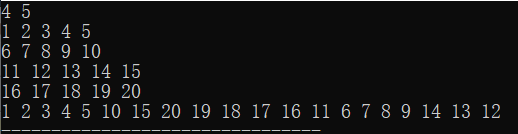 4 5
1 2 3 4 5
6 7 8 9 10
11 12 13 14 15
16 17 18 19 20
1 2 3 4 5 10 15 20 19 18 17 16 11 6 7 8 9 14 13 12
--------------------------------